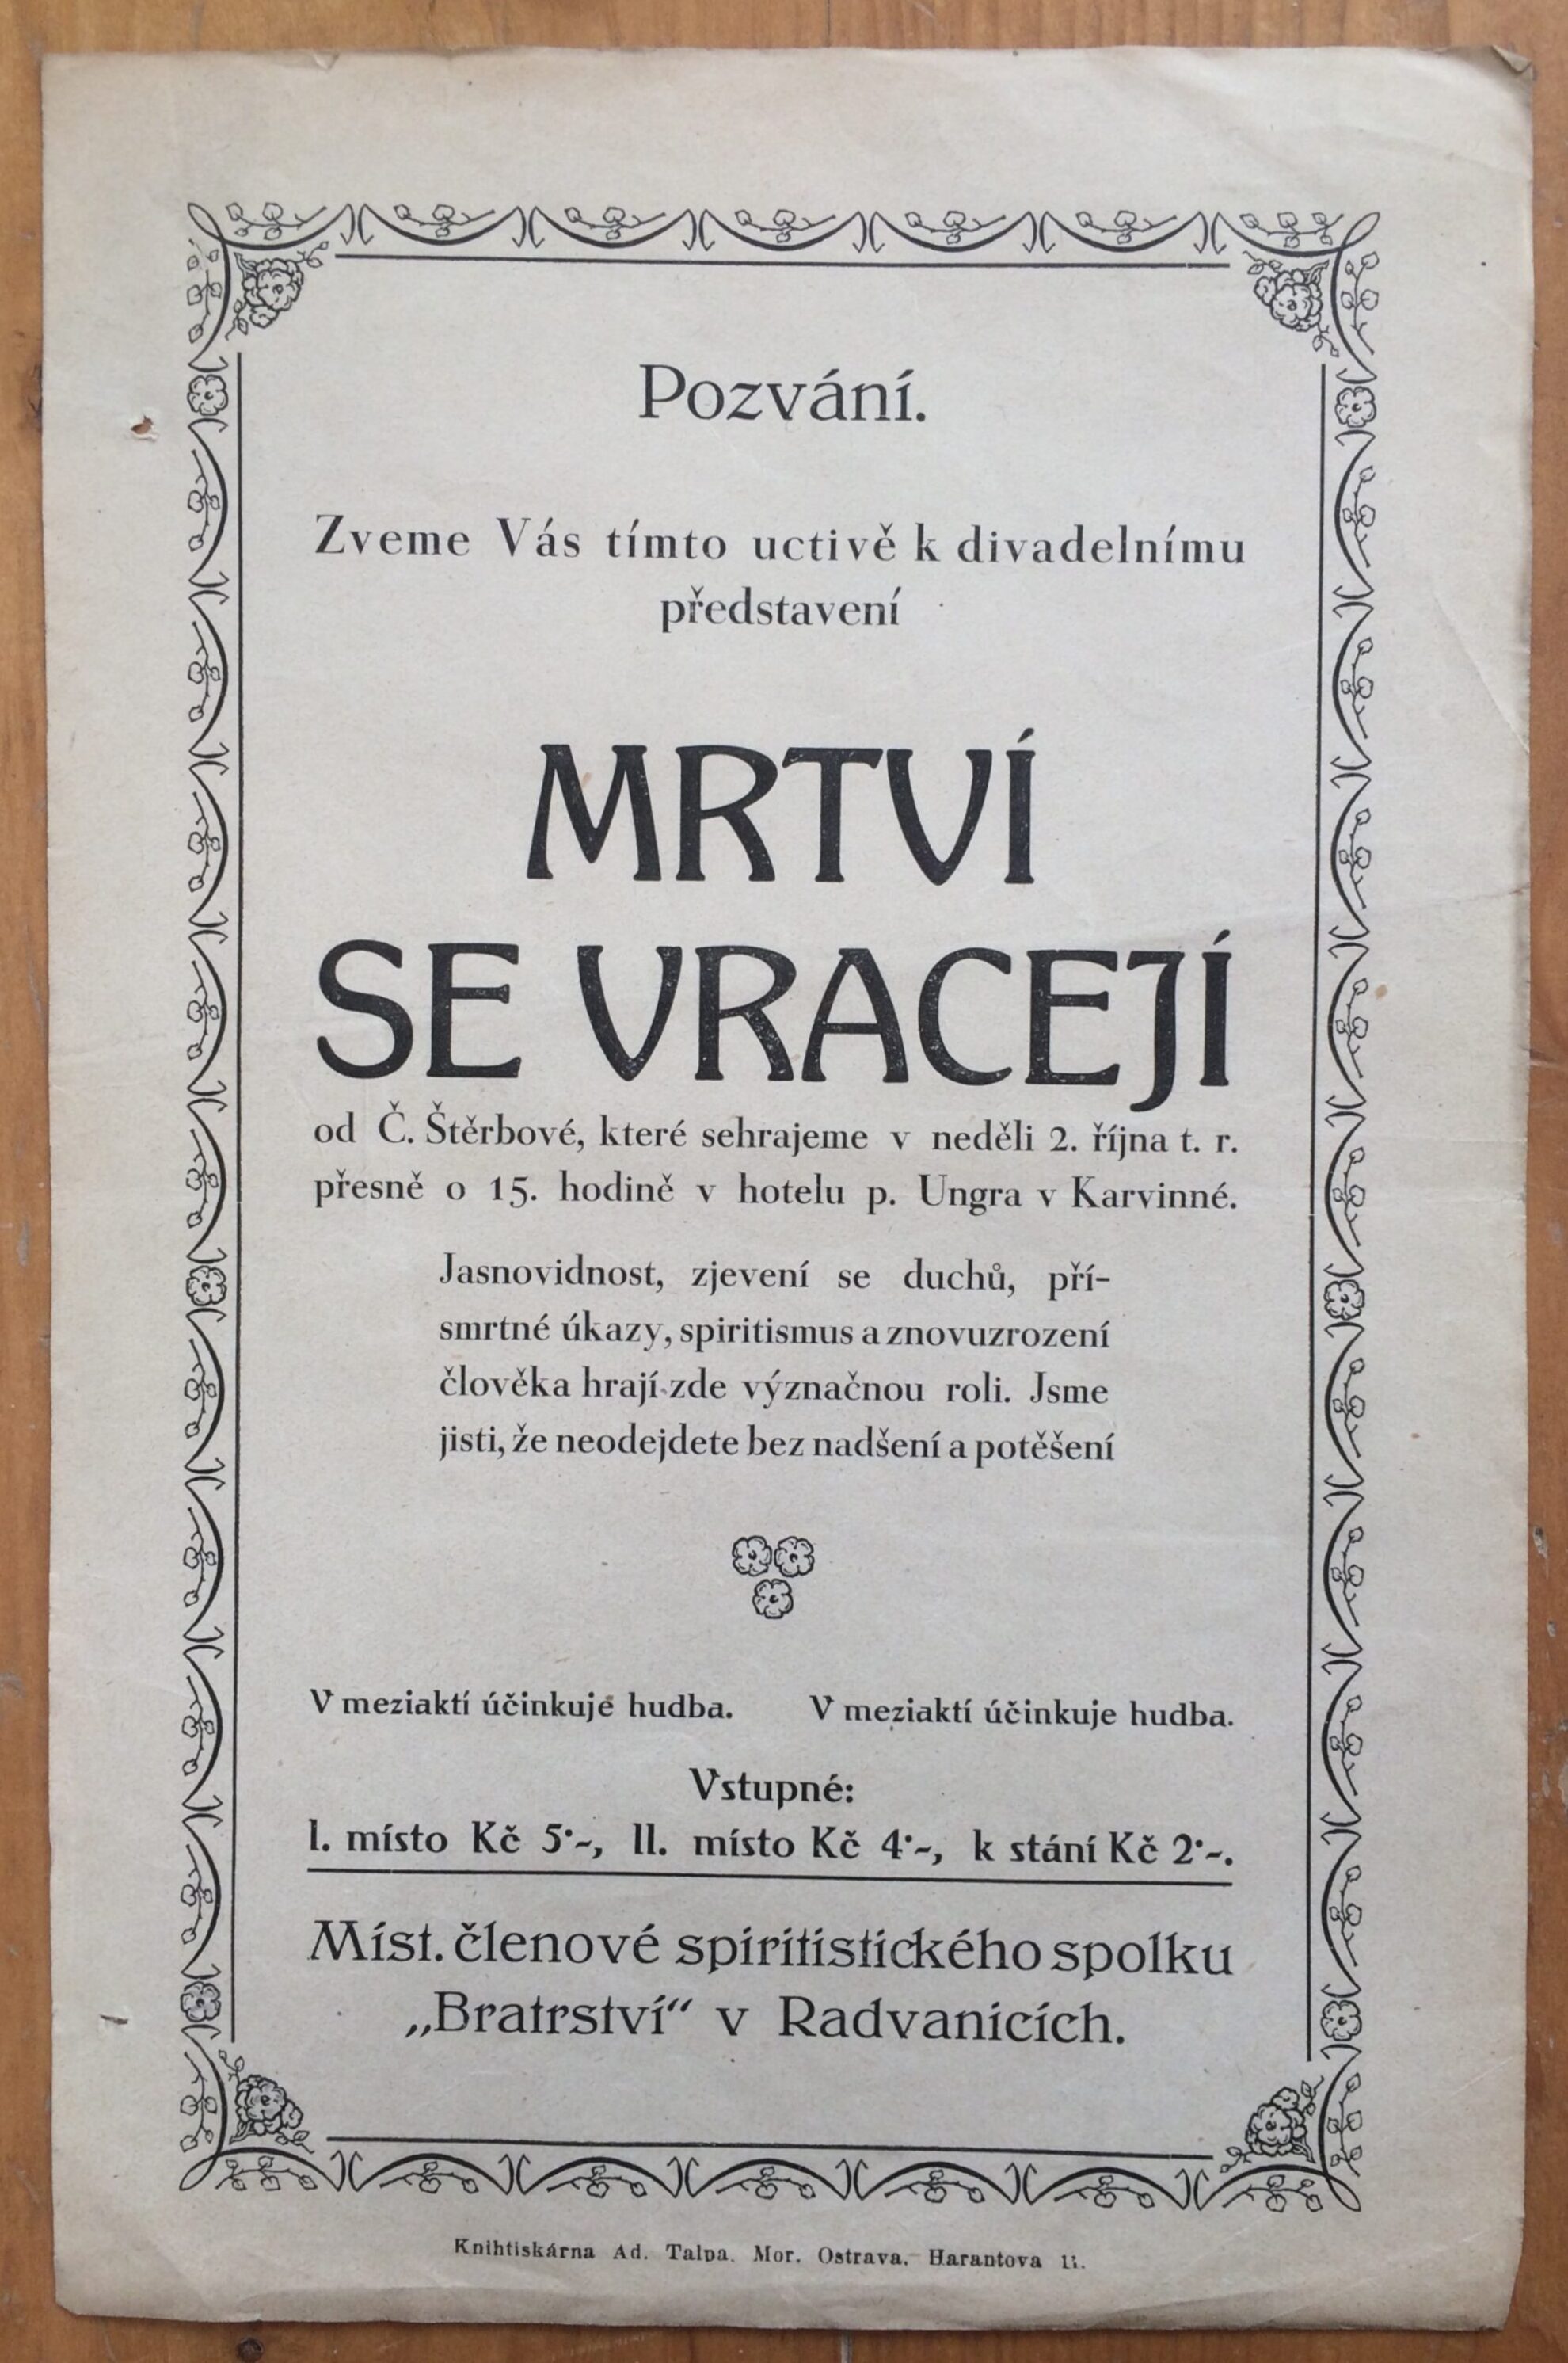 Pozvání.
Zveme Vás tímto uctivě k divadelnímu
představení
MRTVÍ
SE VRACEJÍ
od Č. Štěrbové, které sehrajeme v neděli 2. října t. r.
přesně o 15. hodině v hotelu p. Ungra v Karvinné.
Jasnovidnost, zjevení se duchů, pří-
smrtné úkazy, spiritismus a znovuzrození
člověka hrají zde význačnou roli. Jsme
jisti, že neodejdete bez nadšení a potěšení
V meziaktí účinkuje hudba. V meziaktí účinkuje hudba.
Vstupné:
I. místo Kč 5·-, II. místo Kč 4·-, k stání Kč 2·-.
Míst. členové spiritistického spolku
„Bratrství“ v Radvanicích.
Knihtiskárna Ad. Talpa. Mor. Ostrava. Harantova